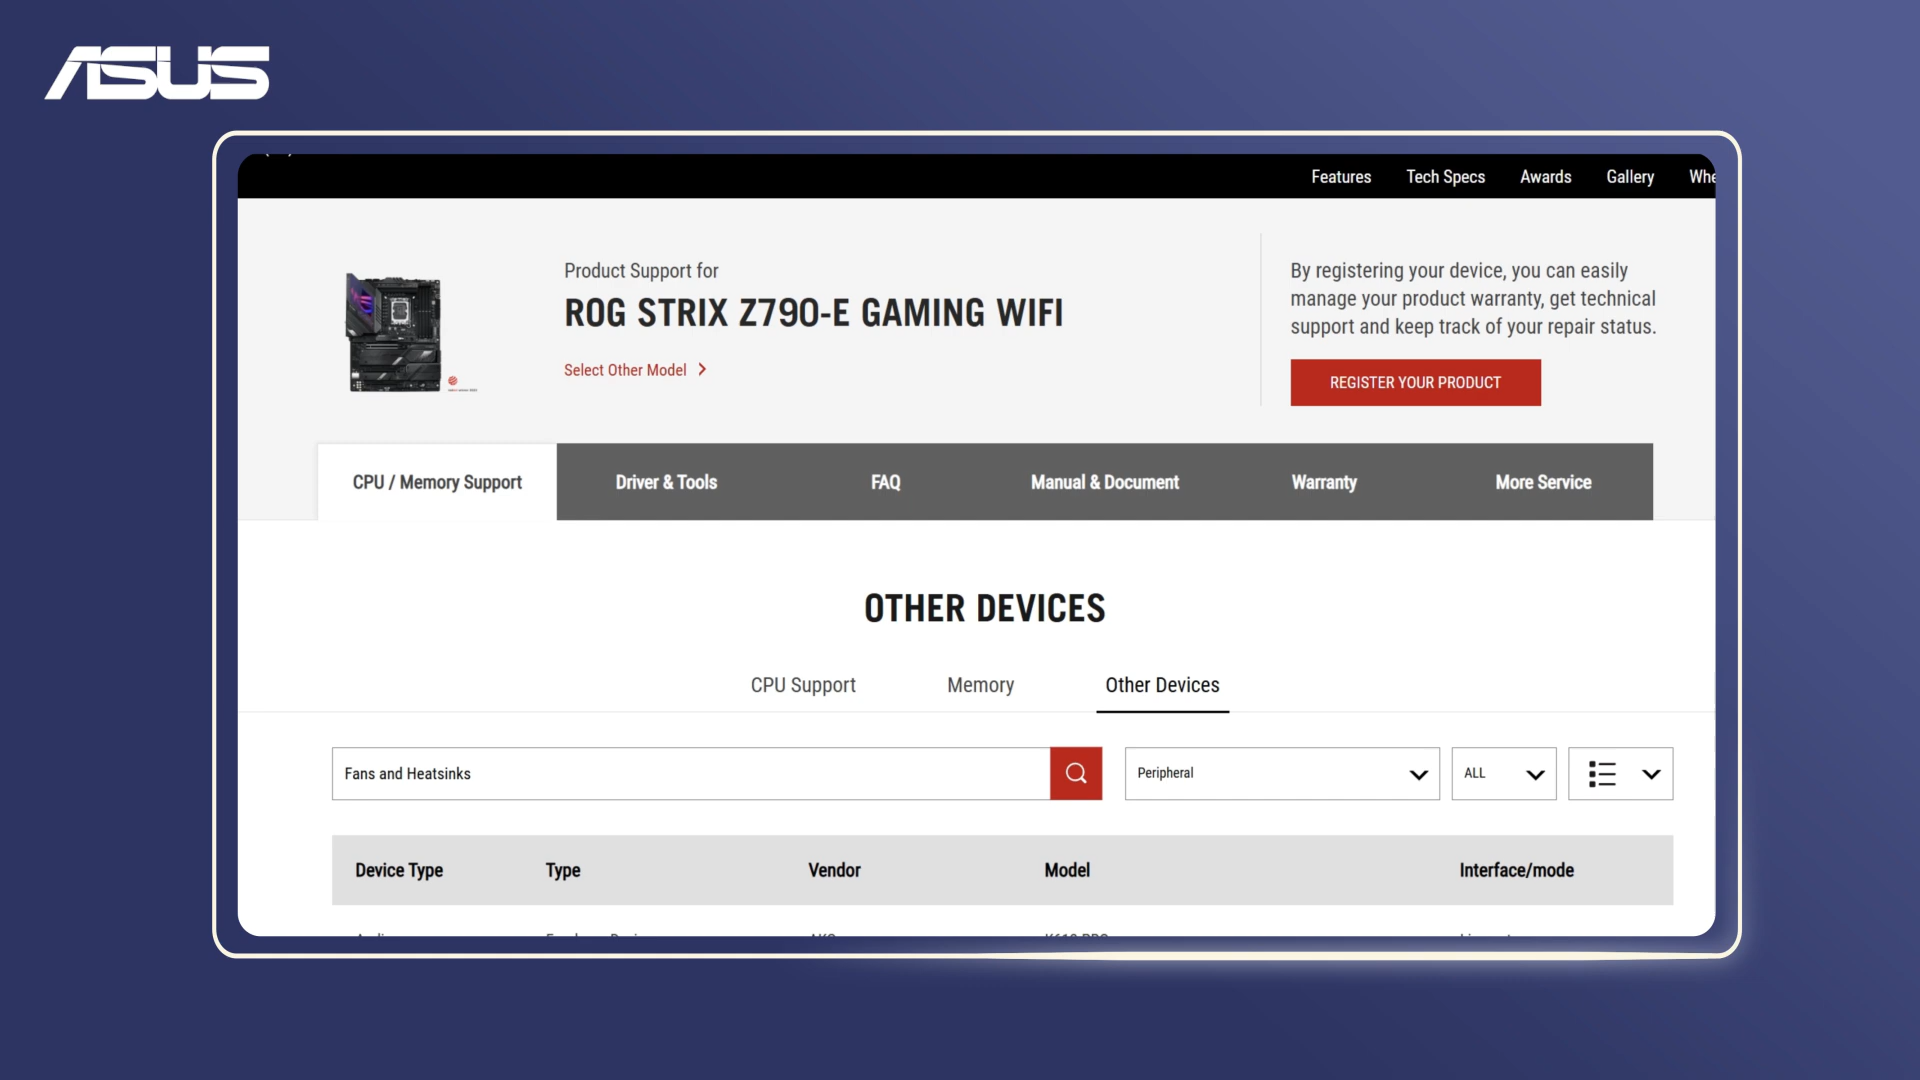 ASUS
Features Tech Specs Awards Gallery Whe
Product Support for
ROG STRIX Z790-E GAMING WIFI
Select Other Model
By registering your device, you can easily
manage your product warranty, get technical
support and keep track of your repair status.
REGISTER YOUR PRODUCT
CPU / Memory Support Driver & Tools FAQ Manual & Document Warranty More Service
OTHER DEVICES
CPU Support Memory Other Devices
Fans and Heatsinks Peripheral ALL
Device Type Type Vendor Model Interface/mode